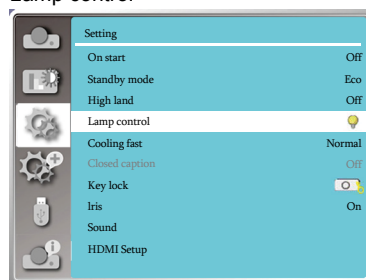 Lamp control
Setting
On start Off
Standby mode Eco
High land Off
Lamp control
Cooling fast Normal
Closed caption Off
Key lock
Iris On
Sound
HDMI Setup